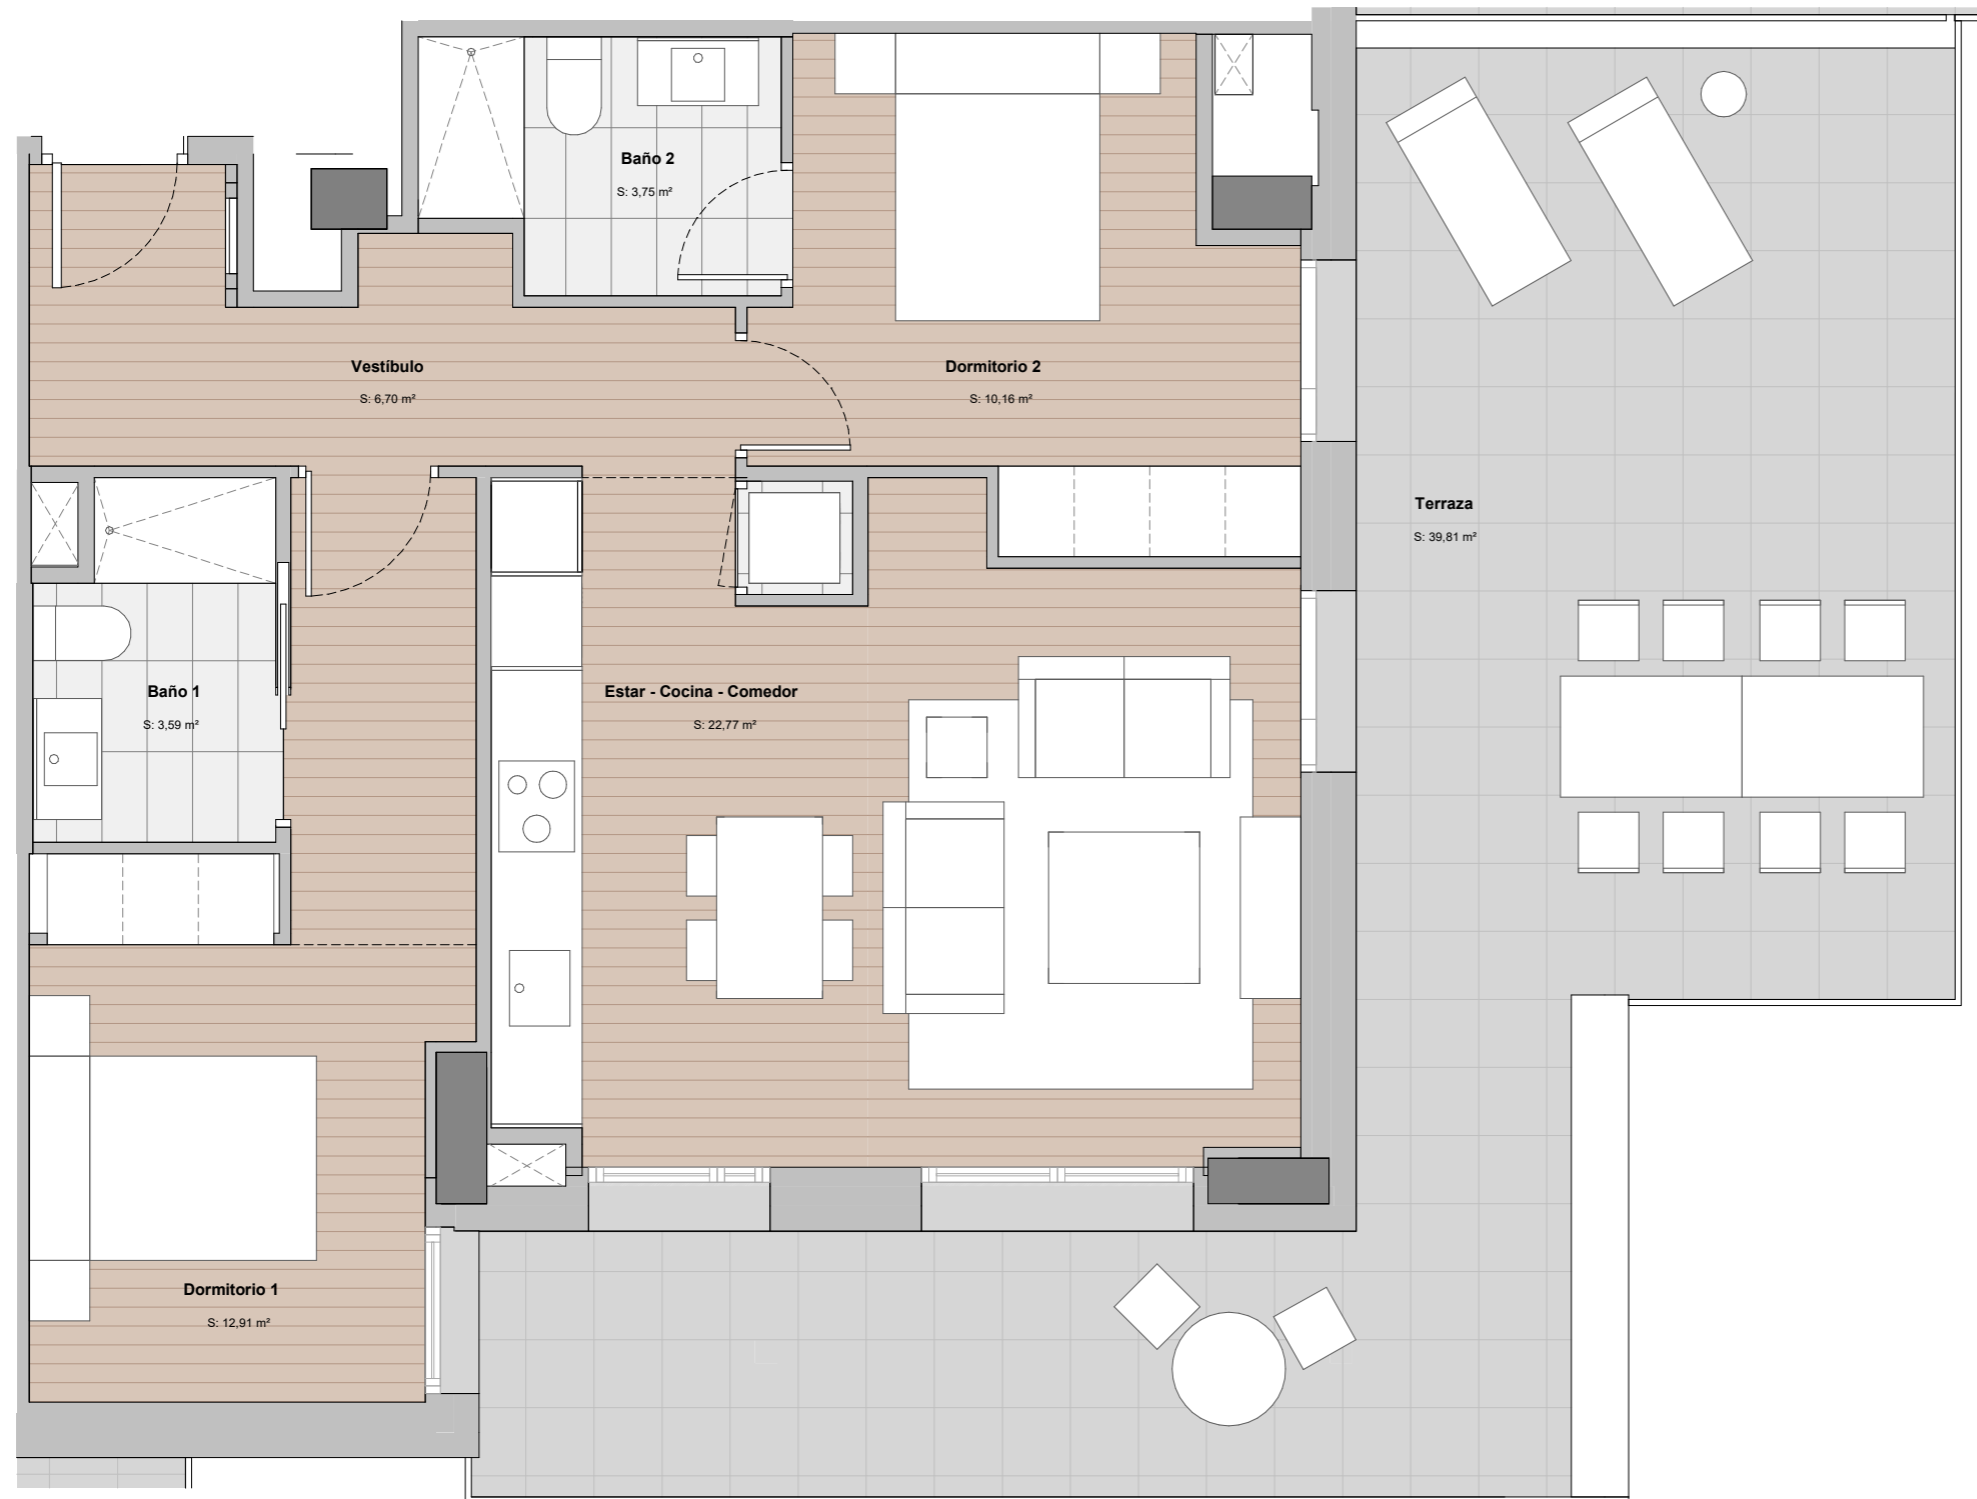 Baño 2
S: 3,75 m²
Vestíbulo
S: 6,70 m²
Dormitorio 2
S: 10,16 m²
Terraza
S: 39,81 m²
Baño 1
S: 3,59 m²
Estar - Cocina - Comedor
S: 22,77 m²
Dormitorio 1
S: 12,91 m²